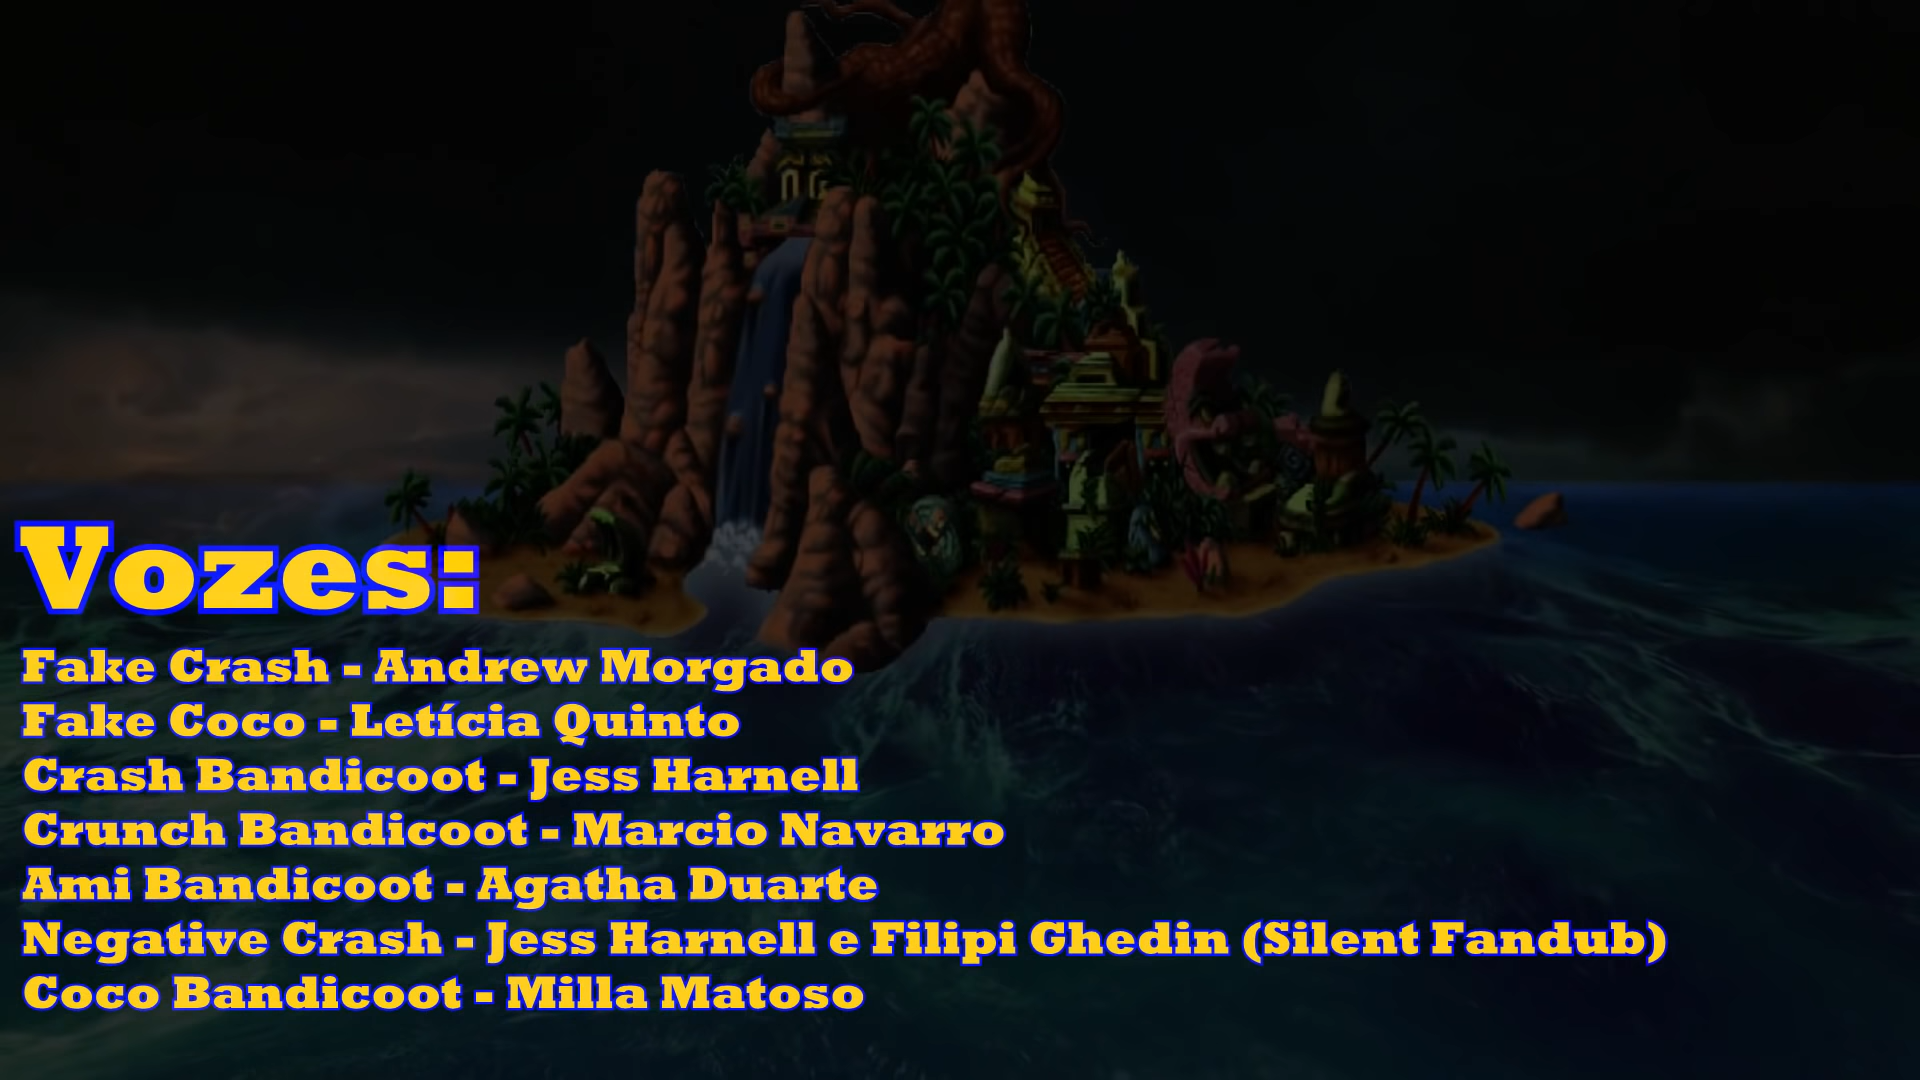 Vozes:
Fake Crash - Andrew Morgado
Fake Coco - Letícia Quinto
Crash Bandicoot - Jess Harnell
Crunch Bandicoot - Marcio Navarro
Ami Bandicoot - Agatha Duarte
Negative Crash - Jess Harnell e Filipi Ghedin (Silent Fandub)
Coco Bandicoot - Milla Matoso